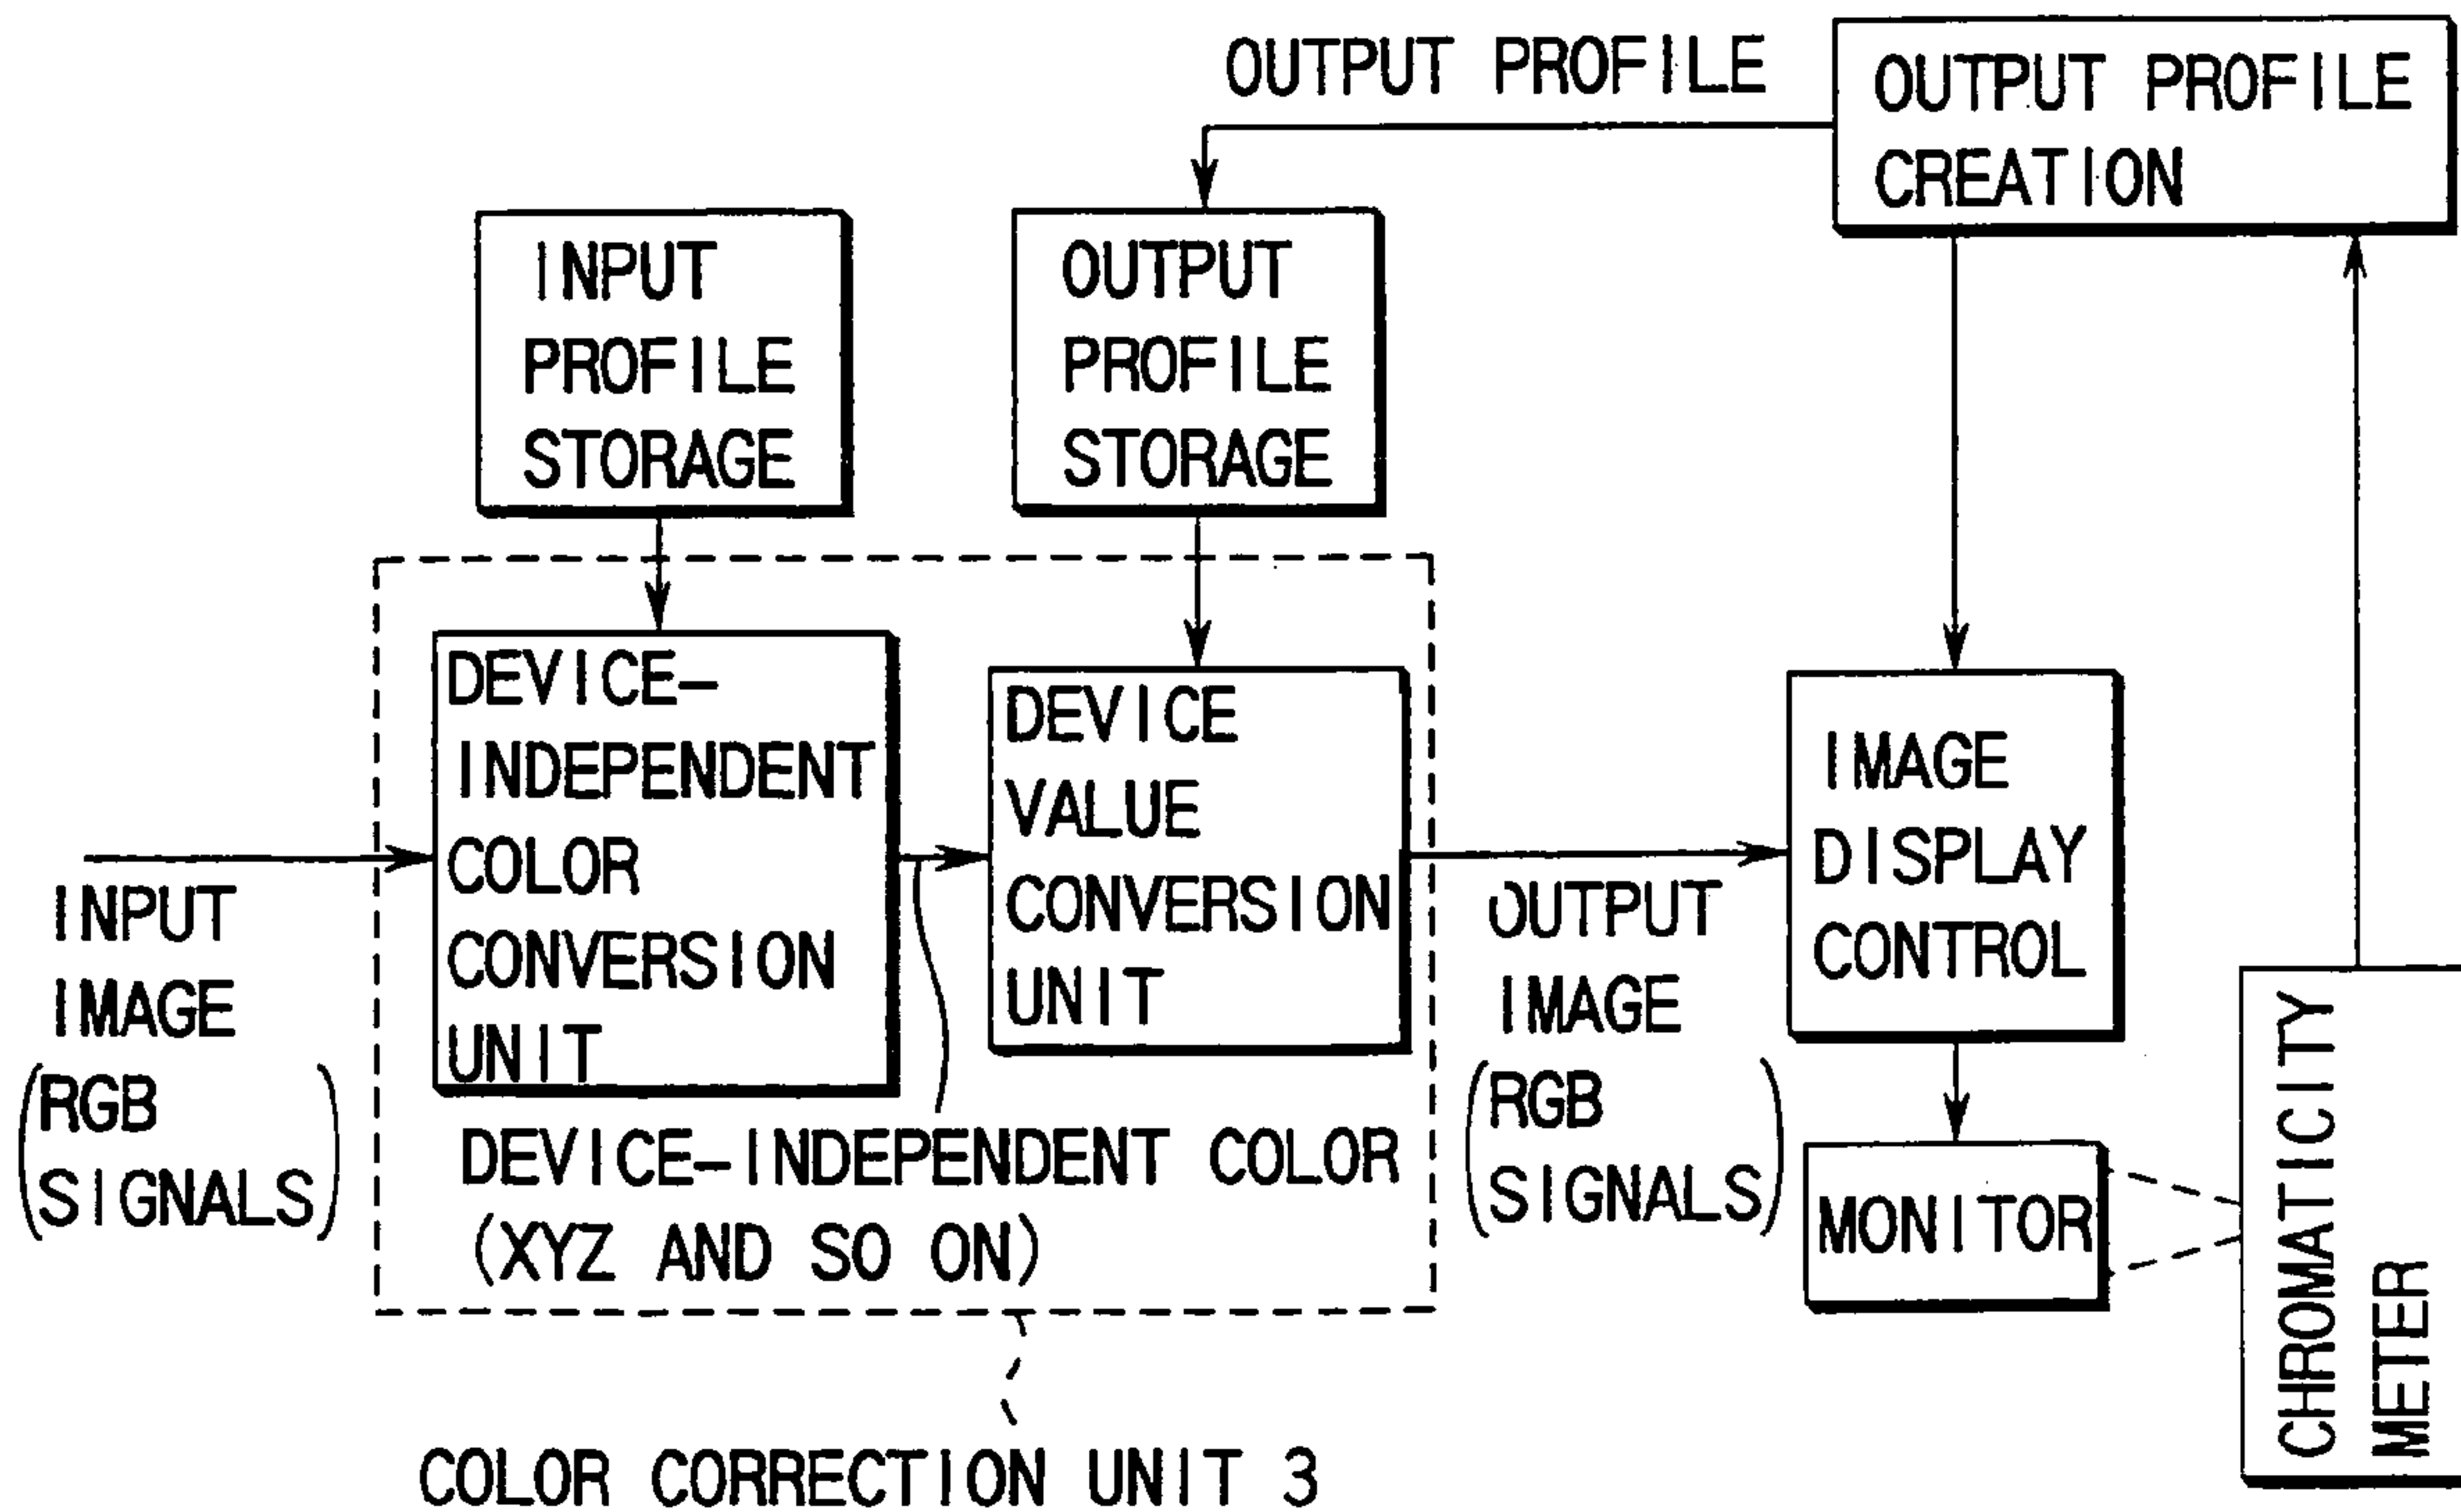 OUTPUT PROFILE
OUTPUT PROFILE
CREATION
INPUT
PROFILE
STORAGE
OUTPUT
PROFILE
STORAGE
DEVICE-
INDEPENDENT
COLOR
CONVERSION
UNIT
DEVICE
VALUE
CONVERSION
UNIT
IMAGE
DISPLAY
CONTROL
INPUT
IMAGE
(RGB
SIGNALS)
OUTPUT
IMAGE
(RGB
SIGNALS)
DEVICE-INDEPENDENT COLOR
(XYZ AND SO ON)
MONITOR
CHROMATICITY
METER
COLOR CORRECTION UNIT 3